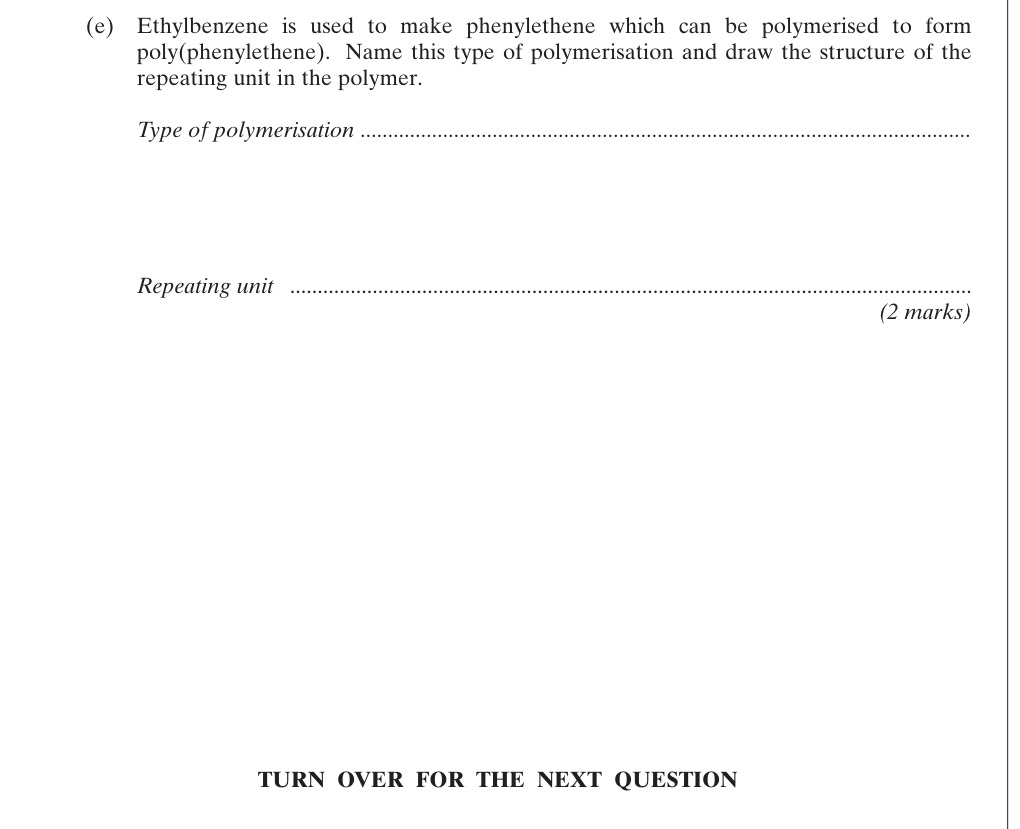 (e) Ethylbenzene is used to make phenylethene which can be polymerised to form
poly(phenylethene). Name this type of polymerisation and draw the structure of the
repeating unit in the polymer.
Type of polymerisation ................................................................................................................
Repeating unit .............................................................................................................................
(2 marks)
TURN OVER FOR THE NEXT QUESTION